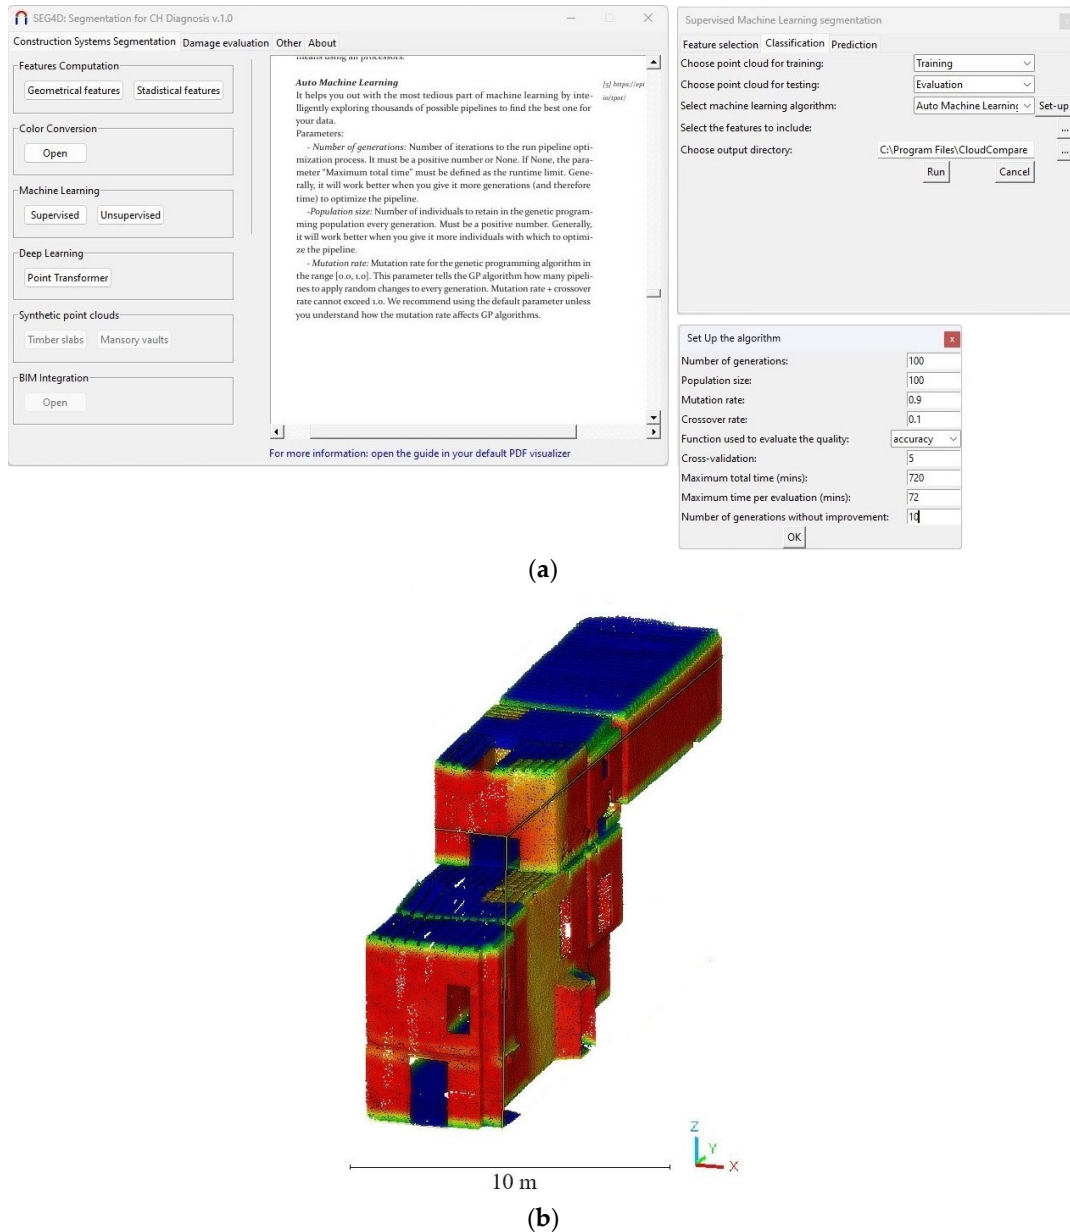 SEG4D: Segmentation for CH Diagnosis v.1.0
Construction Systems Segmentation Damage evaluation Other About
Features Computation
Geometrical features Stadistical features
Color Conversion
Open
Machine Learning
Supervised Unsupervised
Deep Learning
Point Transformer
Synthetic point clouds
Timber slabs Mansory vaults
BIM Integration
Open
means using all processors.
Auto Machine Learning
It helps you out with the most tedious part of machine learning by inte-
lligently exploring thousands of possible pipelines to find the best one for
your data.
Parameters:
- Number of generations: Number of iterations to the run pipeline opti-
mization process. It must be a positive number or None. If None, the para-
meter "Maximum total time" must be defined as the runtime limit. Gene-
rally, it will work better when you give it more generations (and therefore
time) to optimize the pipeline.
-Population size: Number of individuals to retain in the genetic program-
ming population every generation. Must be a positive number. Generally,
it will work better when you give it more individuals with which to optimi-
ze the pipeline.
- Mutation rate: Mutation rate for the genetic programming algorithm in
the range [0.0, 1.0]. This parameter tells the GP algorithm how many pipeli-
nes to apply random changes to every generation. Mutation rate + crossover
rate cannot exceed 1.0. We recommend using the default parameter unless
you understand how the mutation rate affects GP algorithms.
[5] https://epi
io/tpot/
For more information: open the guide in your default PDF visualizer
Supervised Machine Learning segmentation
Feature selection Classification Prediction
Choose point cloud for training: Training
Choose point cloud for testing: Evaluation
Select machine learning algorithm: Auto Machine Learning Set-up
Select the features to include: ...
Choose output directory: C:\Program Files\CloudCompare ...
Run Cancel
Set Up the algorithm x
Number of generations: 100
Population size: 100
Mutation rate: 0.9
Crossover rate: 0.1
Function used to evaluate the quality: accuracy
Cross-validation: 5
Maximum total time (mins): 720
Maximum time per evaluation (mins): 72
Number of generations without improvement: 10
OK
(a)
Z
Y
X
10 m
(b)